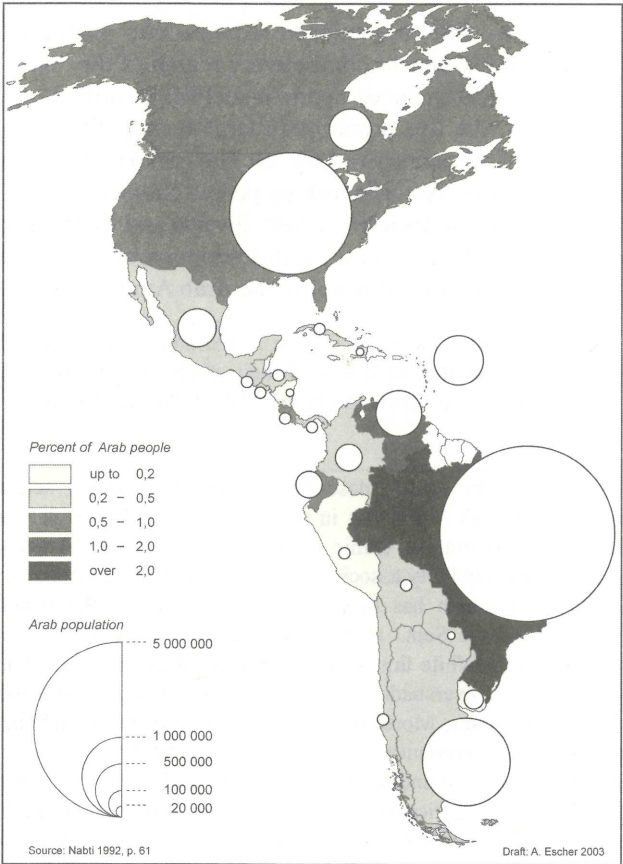 Percent of Arab people
up to 0,2
0,2 – 0,5
0,5 – 1,0
1,0 – 2,0
over 2,0
Arab population
5 000 000
1 000 000
500 000
100 000
20 000
Source: Nabti 1992, p. 61
Draft: A. Escher 2003